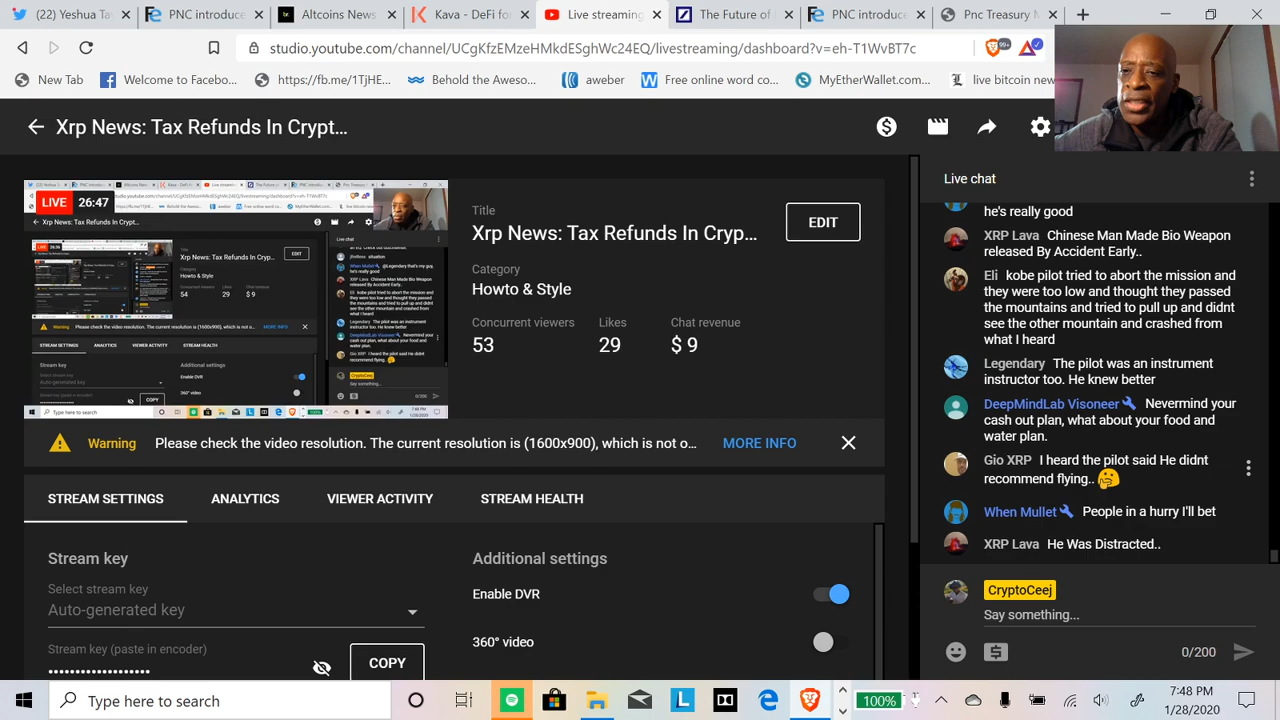 (22) Yeshua Ta
PNC introduce
Altcoins News
Kava - DeFi for
Live streaming
The Future of
PNC introduce
Pnc Treasury M
studio.youtube.com/channel/UCgKfzEMzeHMkdESghWc24EQ/livestreaming/dashboard?v=eh-T1WvBT7c
99+
New Tab
Welcome to Facebo...
https://fb.me/1TjHE...
Behold the Aweso...
aweber
Free online word co...
MyEtherWallet.com...
live bitcoin new
Xrp News: Tax Refunds In Crypt...
LIVE 26:47
Title
Xrp News: Tax Refunds In Cryp...
EDIT
Category
Howto & Style
Concurrent viewers
Likes
Chat revenue
53
29
$ 9
Warning
Please check the video resolution. The current resolution is (1600x900), which is not o...
MORE INFO
STREAM SETTINGS
ANALYTICS
VIEWER ACTIVITY
STREAM HEALTH
Stream key
Select stream key
Auto-generated key
Stream key (paste in encoder)
COPY
Additional settings
Enable DVR
360° video
Live chat
he's really good
XRP Lava Chinese Man Made Bio Weapon
released By Accident Early..
Eli kobe pilot tried to abort the mission and
they were too low and thought they passed
the mountains and tried to pull up and didnt
see the other mountain and crashed from
what I heard
Legendary The pilot was an instrument
instructor too. He knew better
DeepMindLab Visoneer Nevermind your
cash out plan, what about your food and
water plan.
Gio XRP I heard the pilot said He didnt
recommend flying..
When Mullet People in a hurry I'll bet
XRP Lava He Was Distracted..
CryptoCeej
Say something...
0/200
Type here to search
100%
7:48 PM
1/28/2020